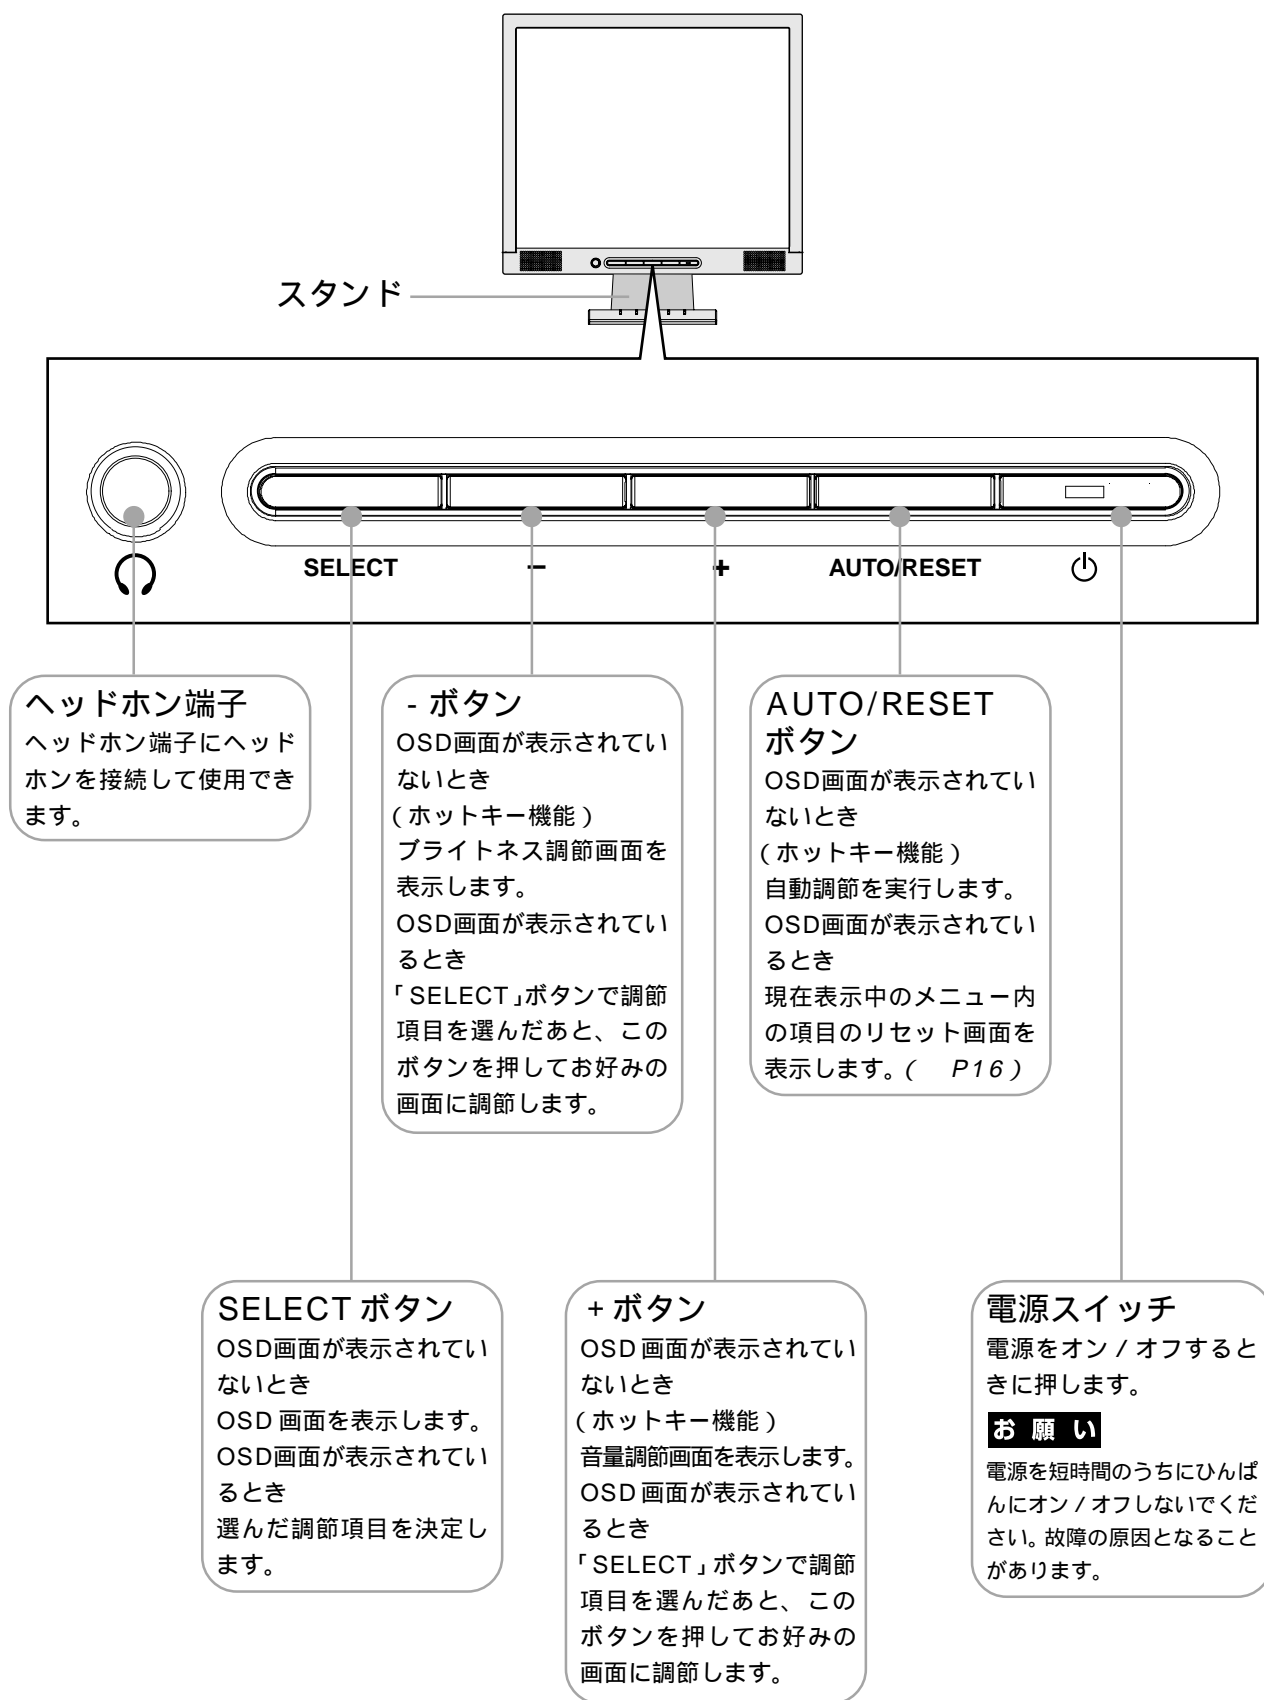 スタンド
SELECT
−
+
AUTO/RESET
ヘッドホン端子
ヘッドホン端子にヘッド
ホンを接続して使用でき
ます。
- ボタン
OSD画面が表示されてい
ないとき
(ホットキー機能)
ブライトネス調節画面を
表示します。
OSD画面が表示されてい
るとき
「SELECT」ボタンで調節
項目を選んだあと、この
ボタンを押してお好みの
画面に調節します。
AUTO/RESET
ボタン
OSD画面が表示されてい
ないとき
(ホットキー機能)
自動調節を実行します。
OSD画面が表示されてい
るとき
現在表示中のメニュー内
の項目のリセット画面を
表示します。( P16)
SELECT ボタン
OSD画面が表示されてい
ないとき
OSD 画面を表示します。
OSD画面が表示されてい
るとき
選んだ調節項目を決定し
ます。
+ ボタン
OSD 画面が表示されてい
ないとき
(ホットキー機能)
音量調節画面を表示します。
OSD 画面が表示されてい
るとき
「SELECT」ボタンで調節
項目を選んだあと、この
ボタンを押してお好みの
画面に調節します。
電源スイッチ
電源をオン / オフすると
きに押します。
お願い
電源を短時間のうちにひんぱ
んにオン / オフしないでくだ
さい。故障の原因となること
があります。